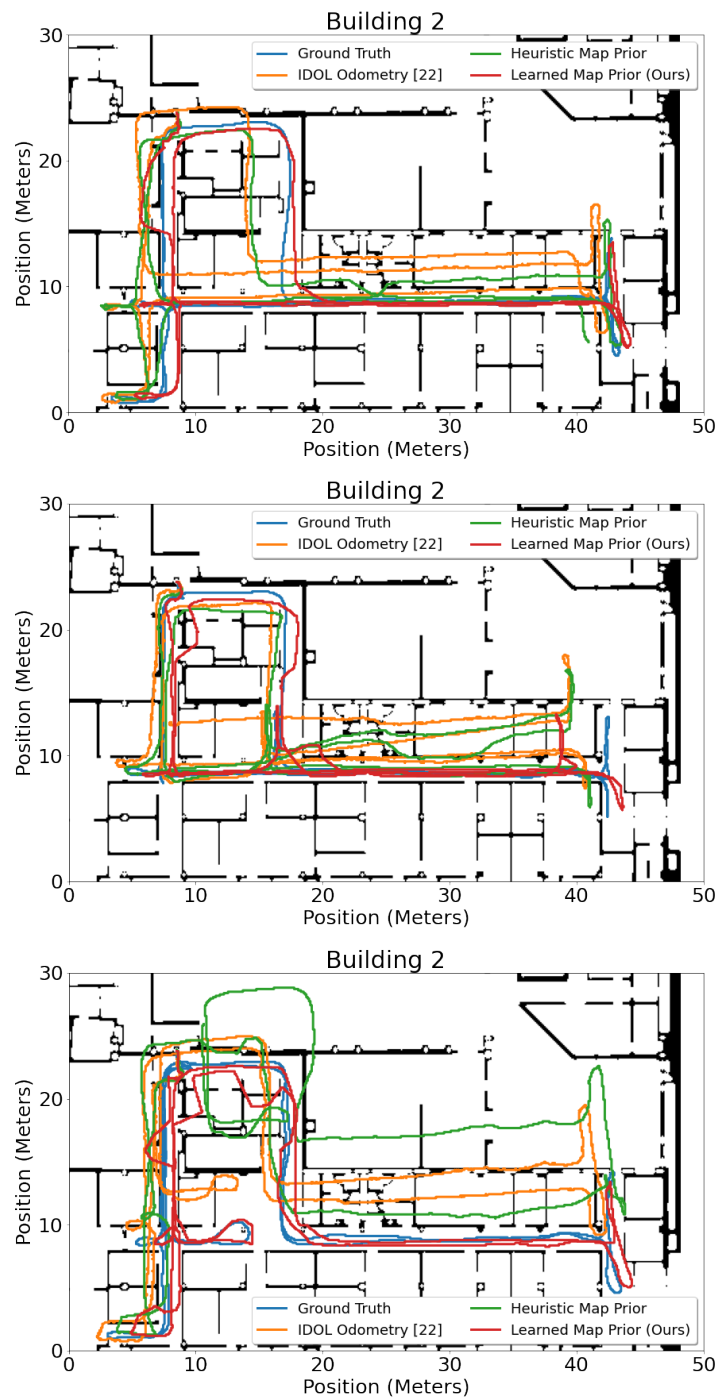 Building 2
30
Ground Truth
Heuristic Map Prior
IDOL Odometry [22]
Learned Map Prior (Ours)
20
10
0
Position (Meters)
0 10 20 30 40 50
Position (Meters)
Building 2
30
Ground Truth
Heuristic Map Prior
IDOL Odometry [22]
Learned Map Prior (Ours)
20
10
0
Position (Meters)
0 10 20 30 40 50
Position (Meters)
Building 2
30
20
10
0
Position (Meters)
Ground Truth
Heuristic Map Prior
IDOL Odometry [22]
Learned Map Prior (Ours)
0 10 20 30 40 50
Position (Meters)